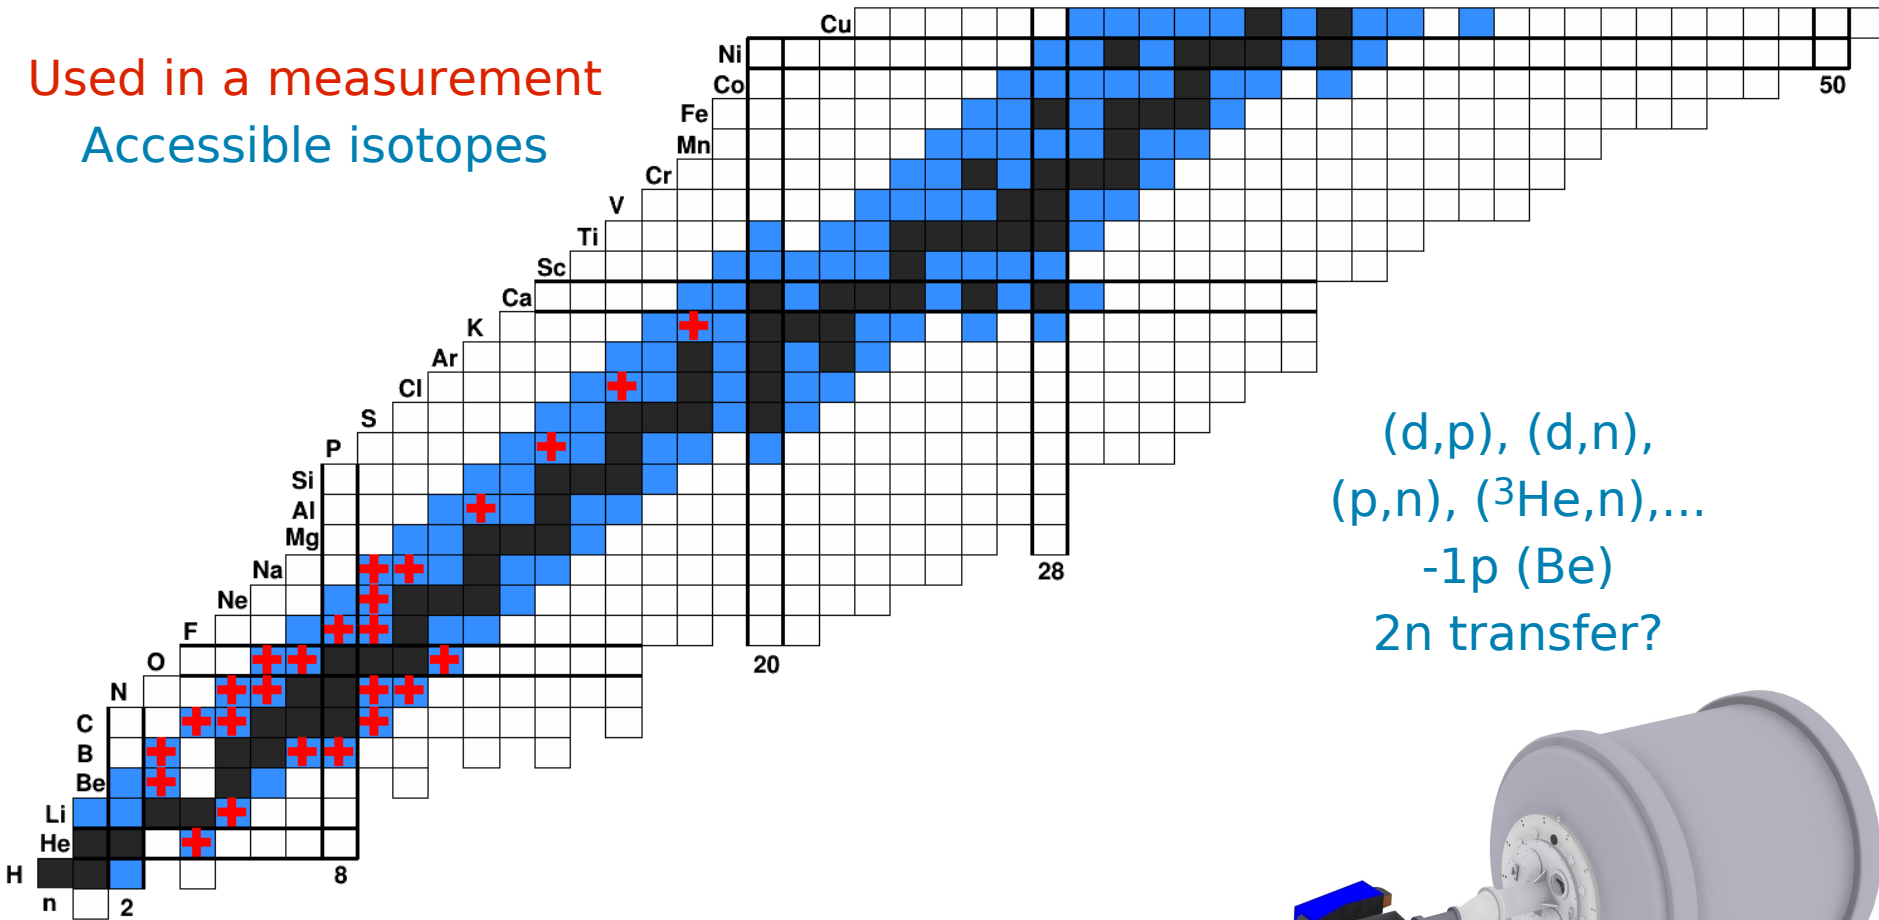 Cu
Ni
Used in a measurement
Co
50
Fe
Accessible isotopes
Mn
Cr
V
Ti
Sc
Ca
K
Ar
Cl
S
(d,p), (d,n),
P
Si
(p,n), (³He,n),...
Al
Mg
Na
28
-1p (Be)
Ne
F
2n transfer?
O
20
N
C
B
Be
Li
He
H
8
n
2